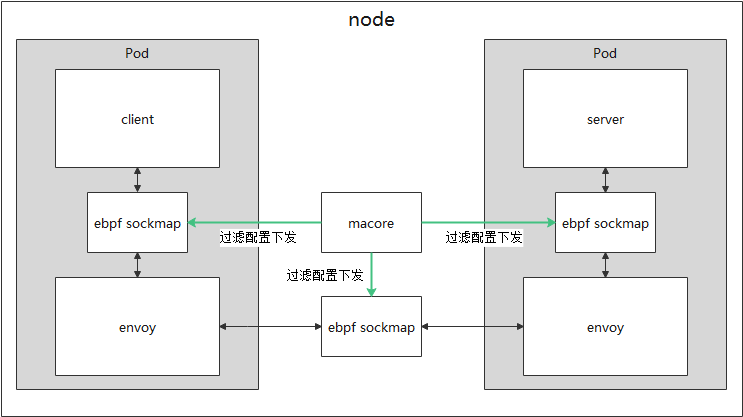 node
Pod
Pod
client
server
ebpf sockmap
macore
ebpf sockmap
过滤配置下发
过滤配置下发
过滤配置下发
envoy
ebpf sockmap
envoy